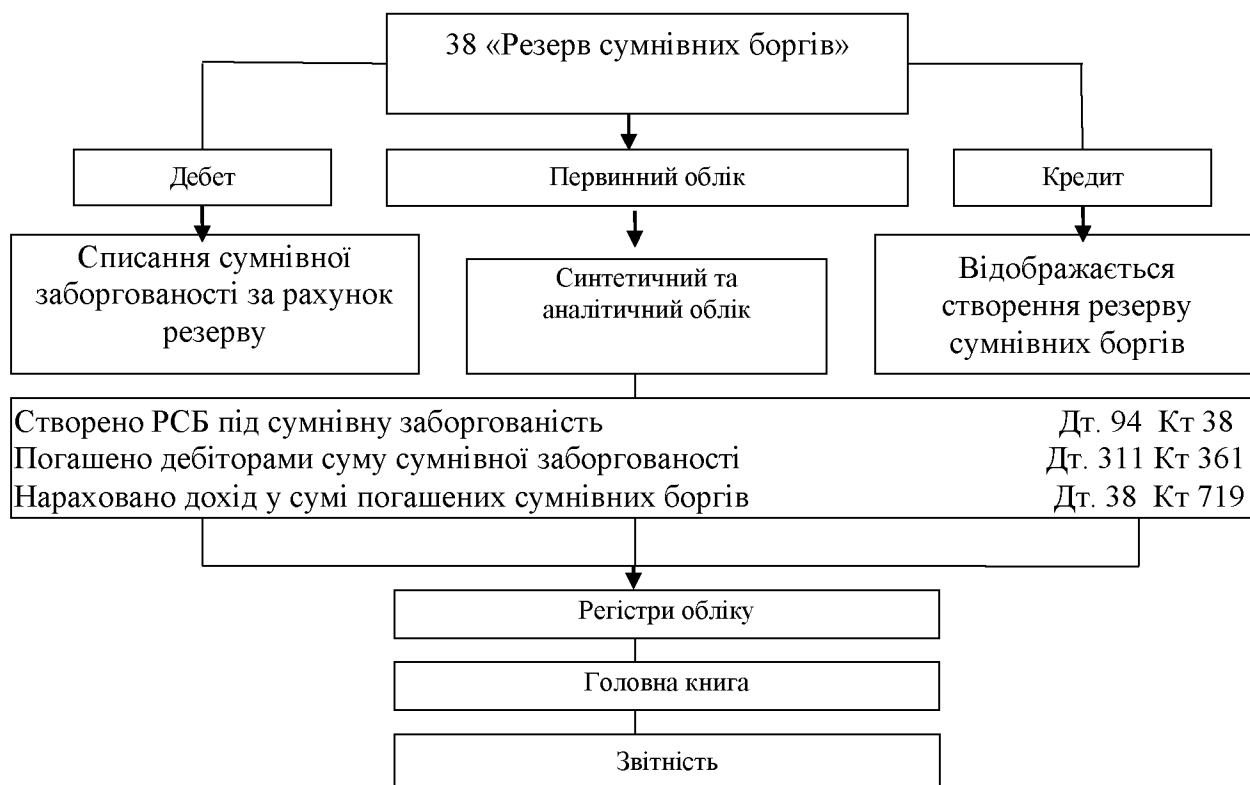 38 «Резерв сумнівних боргів»
Дебет
Первинний облік
Кредит
Списання сумнівної
заборгованості за рахунок
резерву
Синтетичний та
аналітичний облік
Відображається
створення резерву
сумнівних боргів
Створено РСБ під сумнівну заборгованість Дт. 94 Кт 38
Погашено дебіторами суму сумнівної заборгованості Дт. 311 Кт 361
Нараховано дохід у сумі погашених сумнівних боргів Дт. 38 Кт 719
Регістри обліку
Головна книга
Звітність